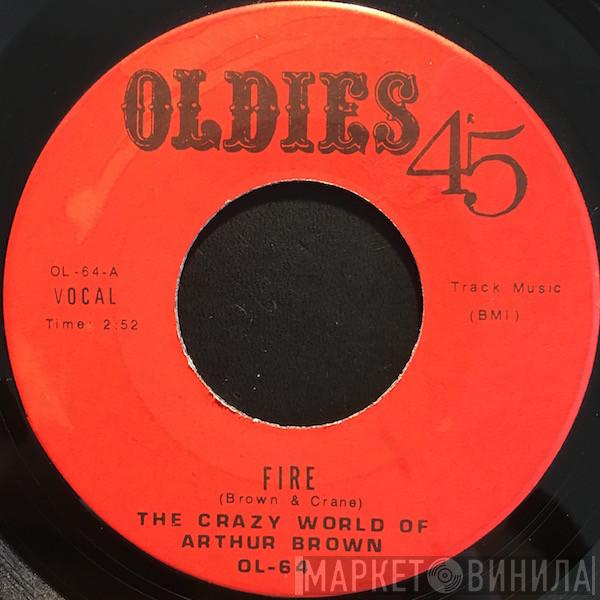 OLDIES 45
OL-64-A
VOCAL
Time: 2:52
Track Music
(BMI)
FIRE
(Brown & Crane)
THE CRAZY WORLD OF
ARTHUR BROWN
OL-64
МАРКЕТ ВИНИЛА